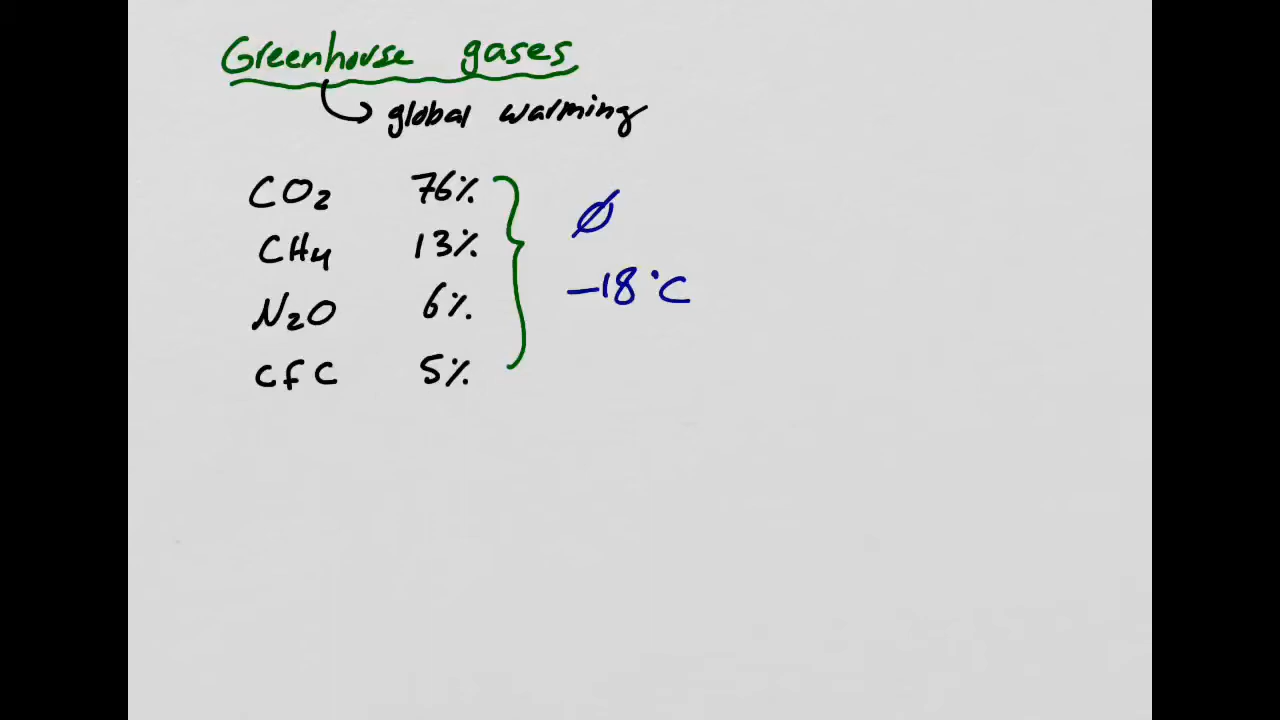 Greenhouse gases
global warming
CO2 76%
CH4 13%
N2O 6%
CFC 5%
Ø
-18°C